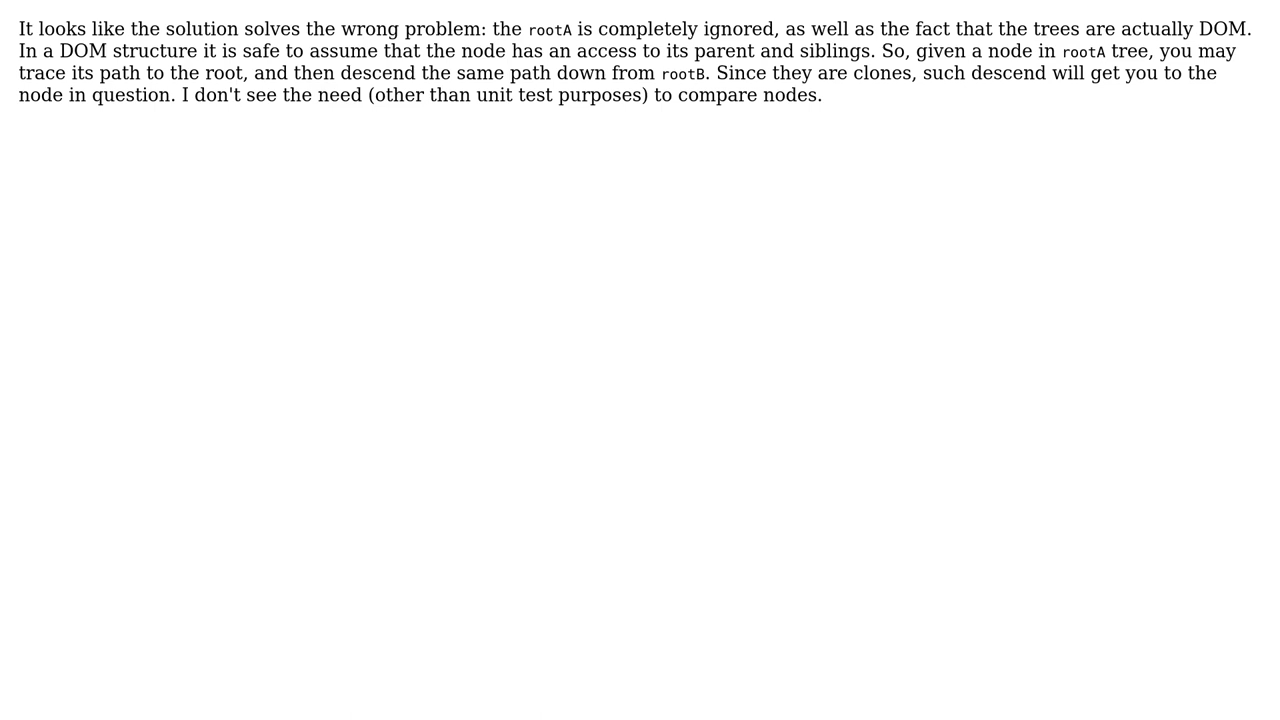 It looks like the solution solves the wrong problem: the rootA is completely ignored, as well as the fact that the trees are actually DOM.
In a DOM structure it is safe to assume that the node has an access to its parent and siblings. So, given a node in rootA tree, you may
trace its path to the root, and then descend the same path down from rootB. Since they are clones, such descend will get you to the
node in question. I don't see the need (other than unit test purposes) to compare nodes.